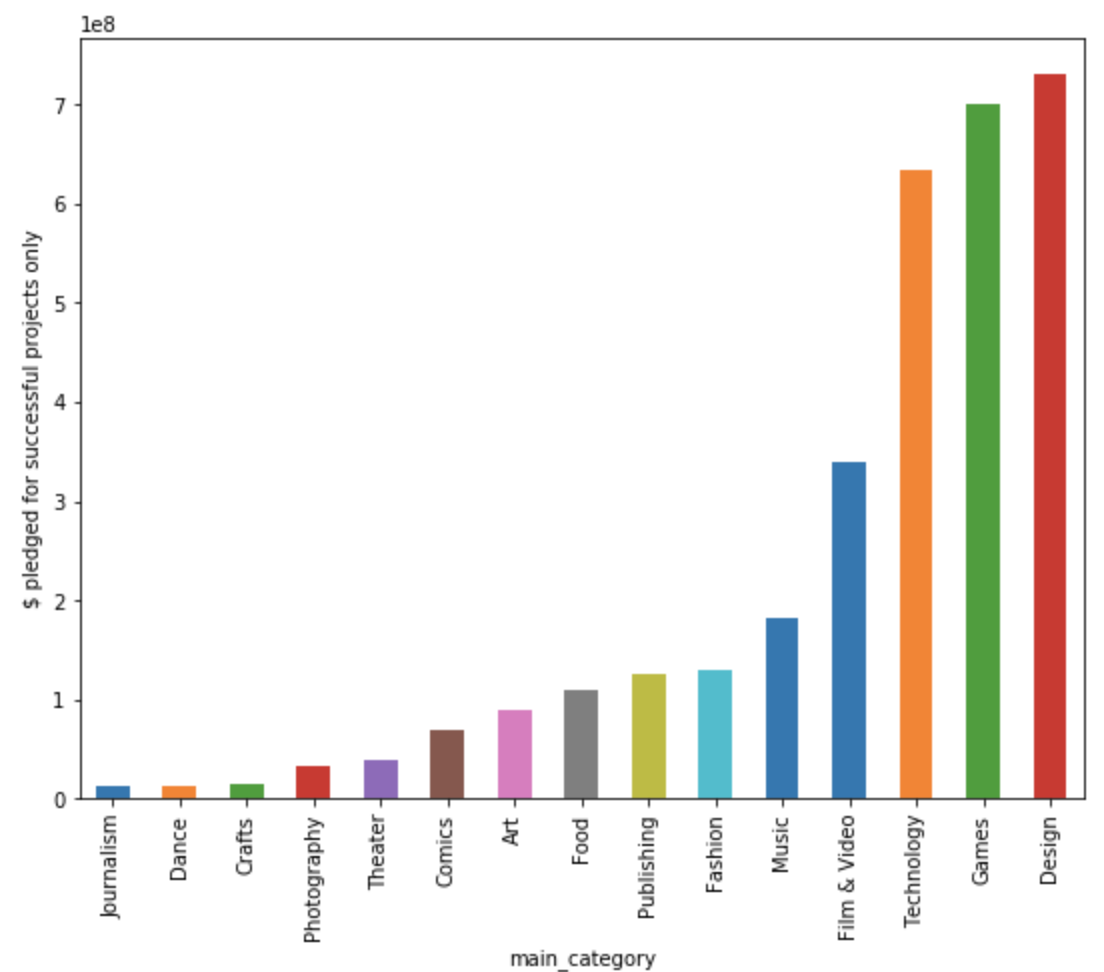 1e8
7
6
5
4
3
2
1
0
$ pledged for successful projects only
Journalism
Dance
Crafts
Photography
Theater
Comics
Art
Food
Publishing
Fashion
Music
Film & Video
Technology
Games
Design
main_category